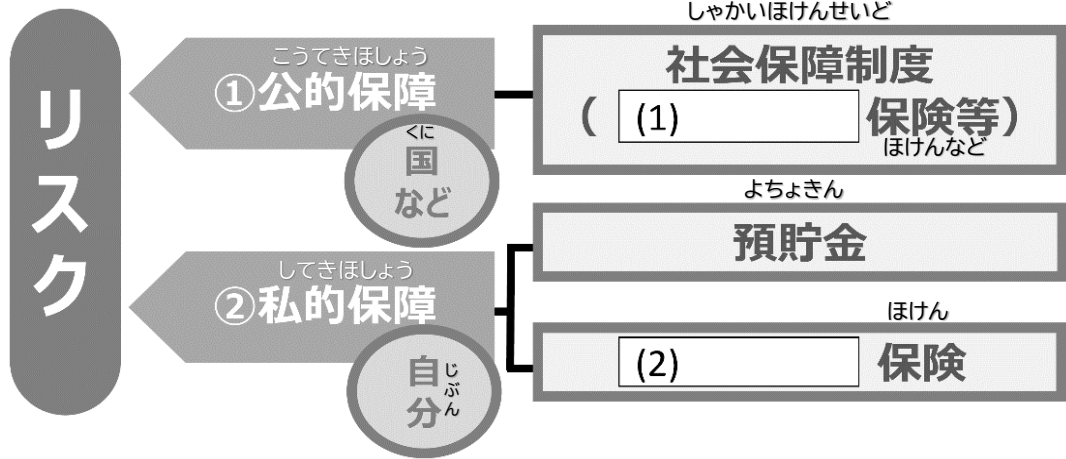 リスク
こうてきほしょう
①公的保障
くに
国
など
しゃかいほけんせいど
社会保障制度
( (1) 保険等)
ほけんなど
してきほしょう
②私的保障
自分
じぶん
よちょきん
預貯金
ほけん
(2) 保険